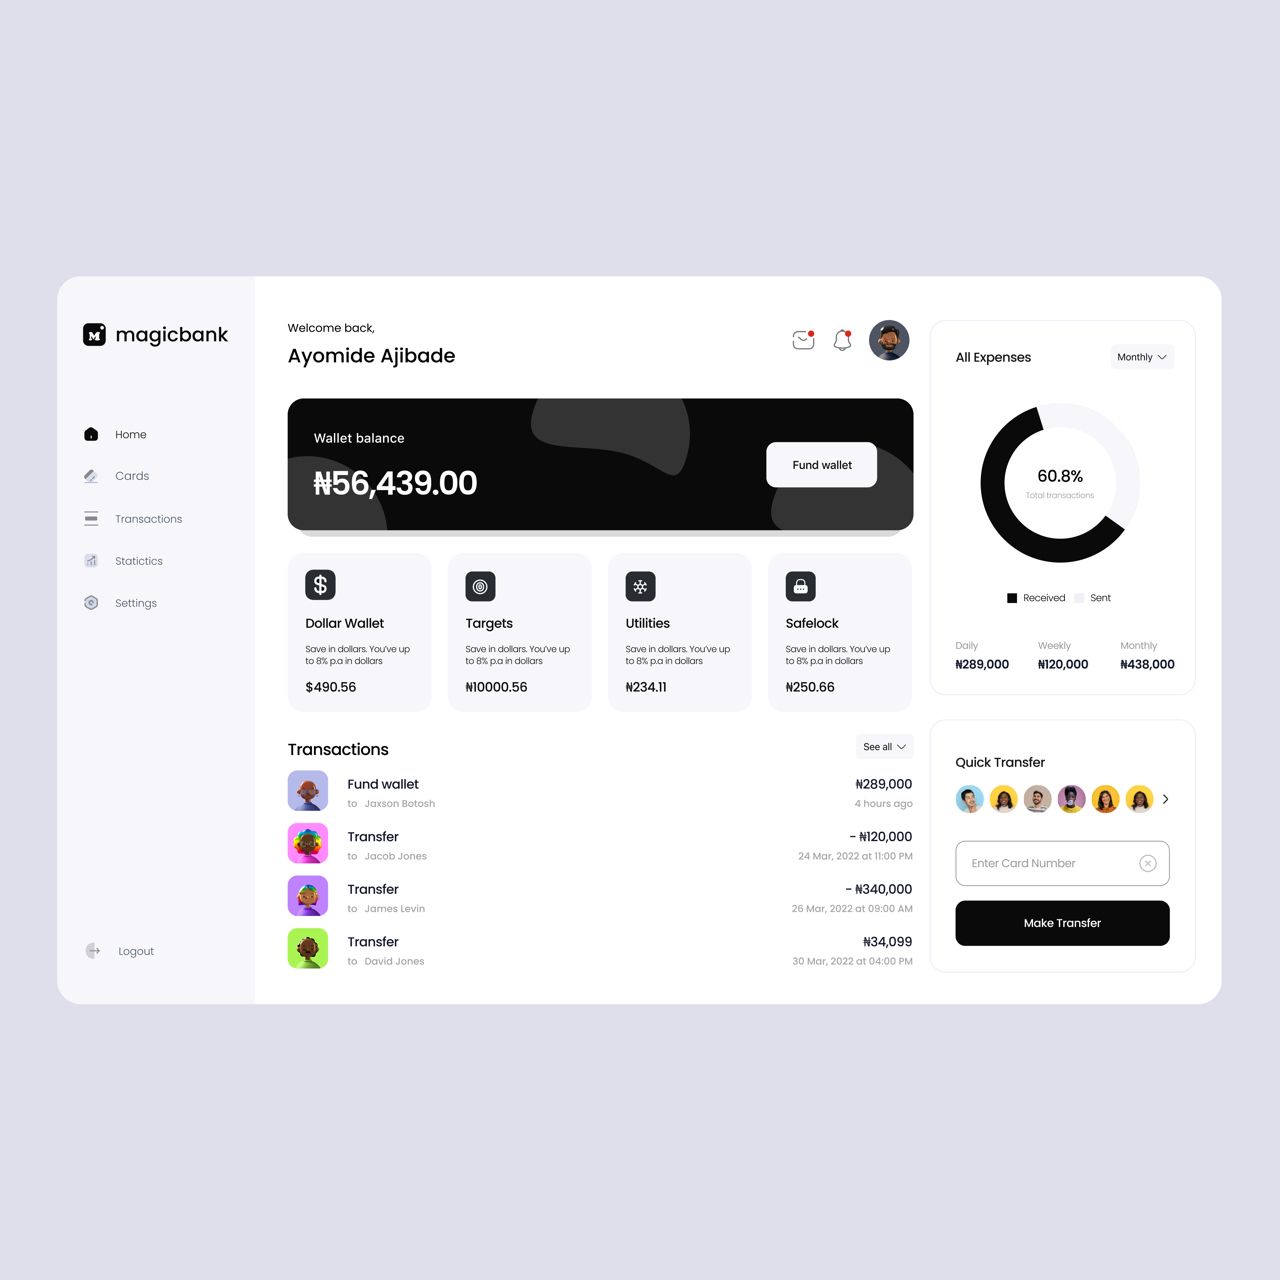 magicbank
Home
Cards
Transactions
Statictics
Settings
Logout
Welcome back,
Ayomide Ajibade
Wallet balance
₦56,439.00
Fund wallet
Dollar Wallet
Save in dollars. You've up
to 8% p.a in dollars
$490.56
Targets
Save in dollars. You've up
to 8% p.a in dollars
₦10000.56
Utilities
Save in dollars. You've up
to 8% p.a in dollars
₦234.11
Safelock
Save in dollars. You've up
to 8% p.a in dollars
₦250.66
Transactions
See all
Fund wallet
₦289,000
to Jaxson Botosh
4 hours ago
Transfer
- ₦120,000
to Jacob Jones
24 Mar, 2022 at 11:00 PM
Transfer
- ₦340,000
to James Levin
26 Mar, 2022 at 09:00 AM
Transfer
₦34,099
to David Jones
30 Mar, 2022 at 04:00 PM
All Expenses
Monthly
60.8%
Total transactions
Received
Sent
Daily
Weekly
Monthly
₦289,000
₦120,000
₦438,000
Quick Transfer
Enter Card Number
Make Transfer